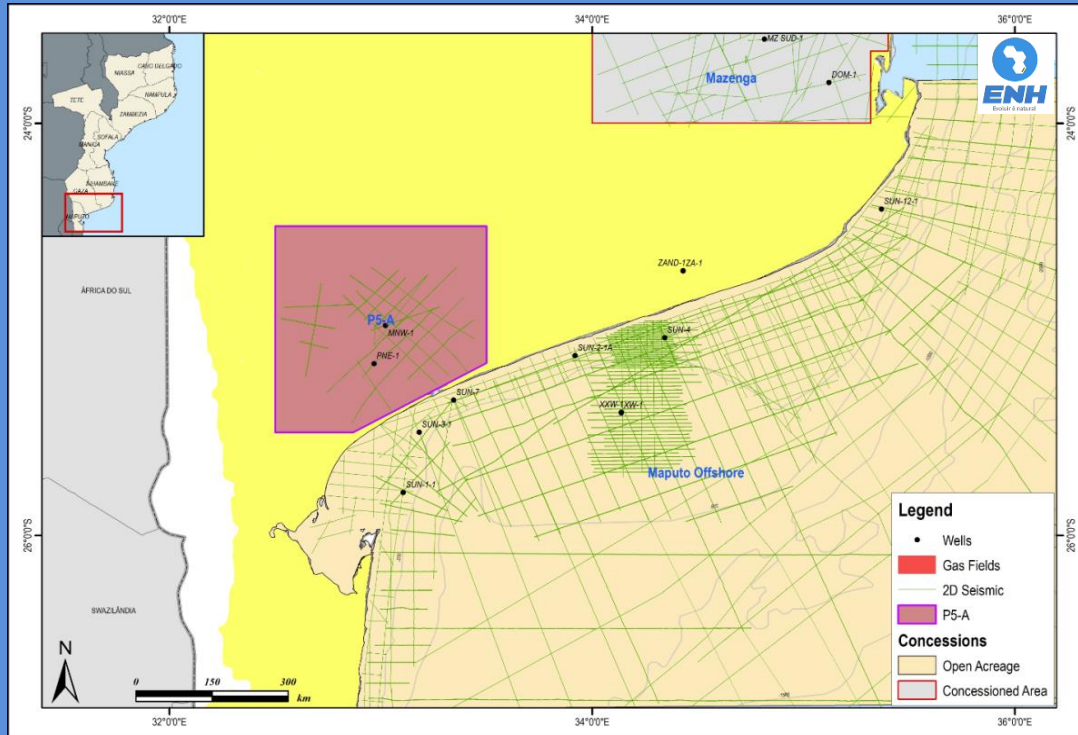 32°0'0"E 34°0'0"E 36°0'0"E
NIASSA
CABO DELGADO
NAMPULA
TETE
ZAMBEZIA
SOFALA
MANICA
INHAMBANE
GAZA
MAPUTO
MZ SUD-1
Mazenga
DOM-1
ENH
Evoluir é natural
24°0'0"S 24°0'0"S
SUN-12-1
ZAND-1ZA-1
ÁFRICA DO SUL
P5-A
MNW-1
SUN-4
PNE-1
SUN-2-1A
SUN-7
XXW-1XW-1
SUN-3-1
Maputo Offshore
SUN-1-1
26°0'0"S 26°0'0"S
SWAZILÂNDIA
Legend
Wells
Gas Fields
2D Seismic
P5-A
Concessions
Open Acreage
Concessioned Area
N
0 150 300
km
32°0'0"E 34°0'0"E 36°0'0"E